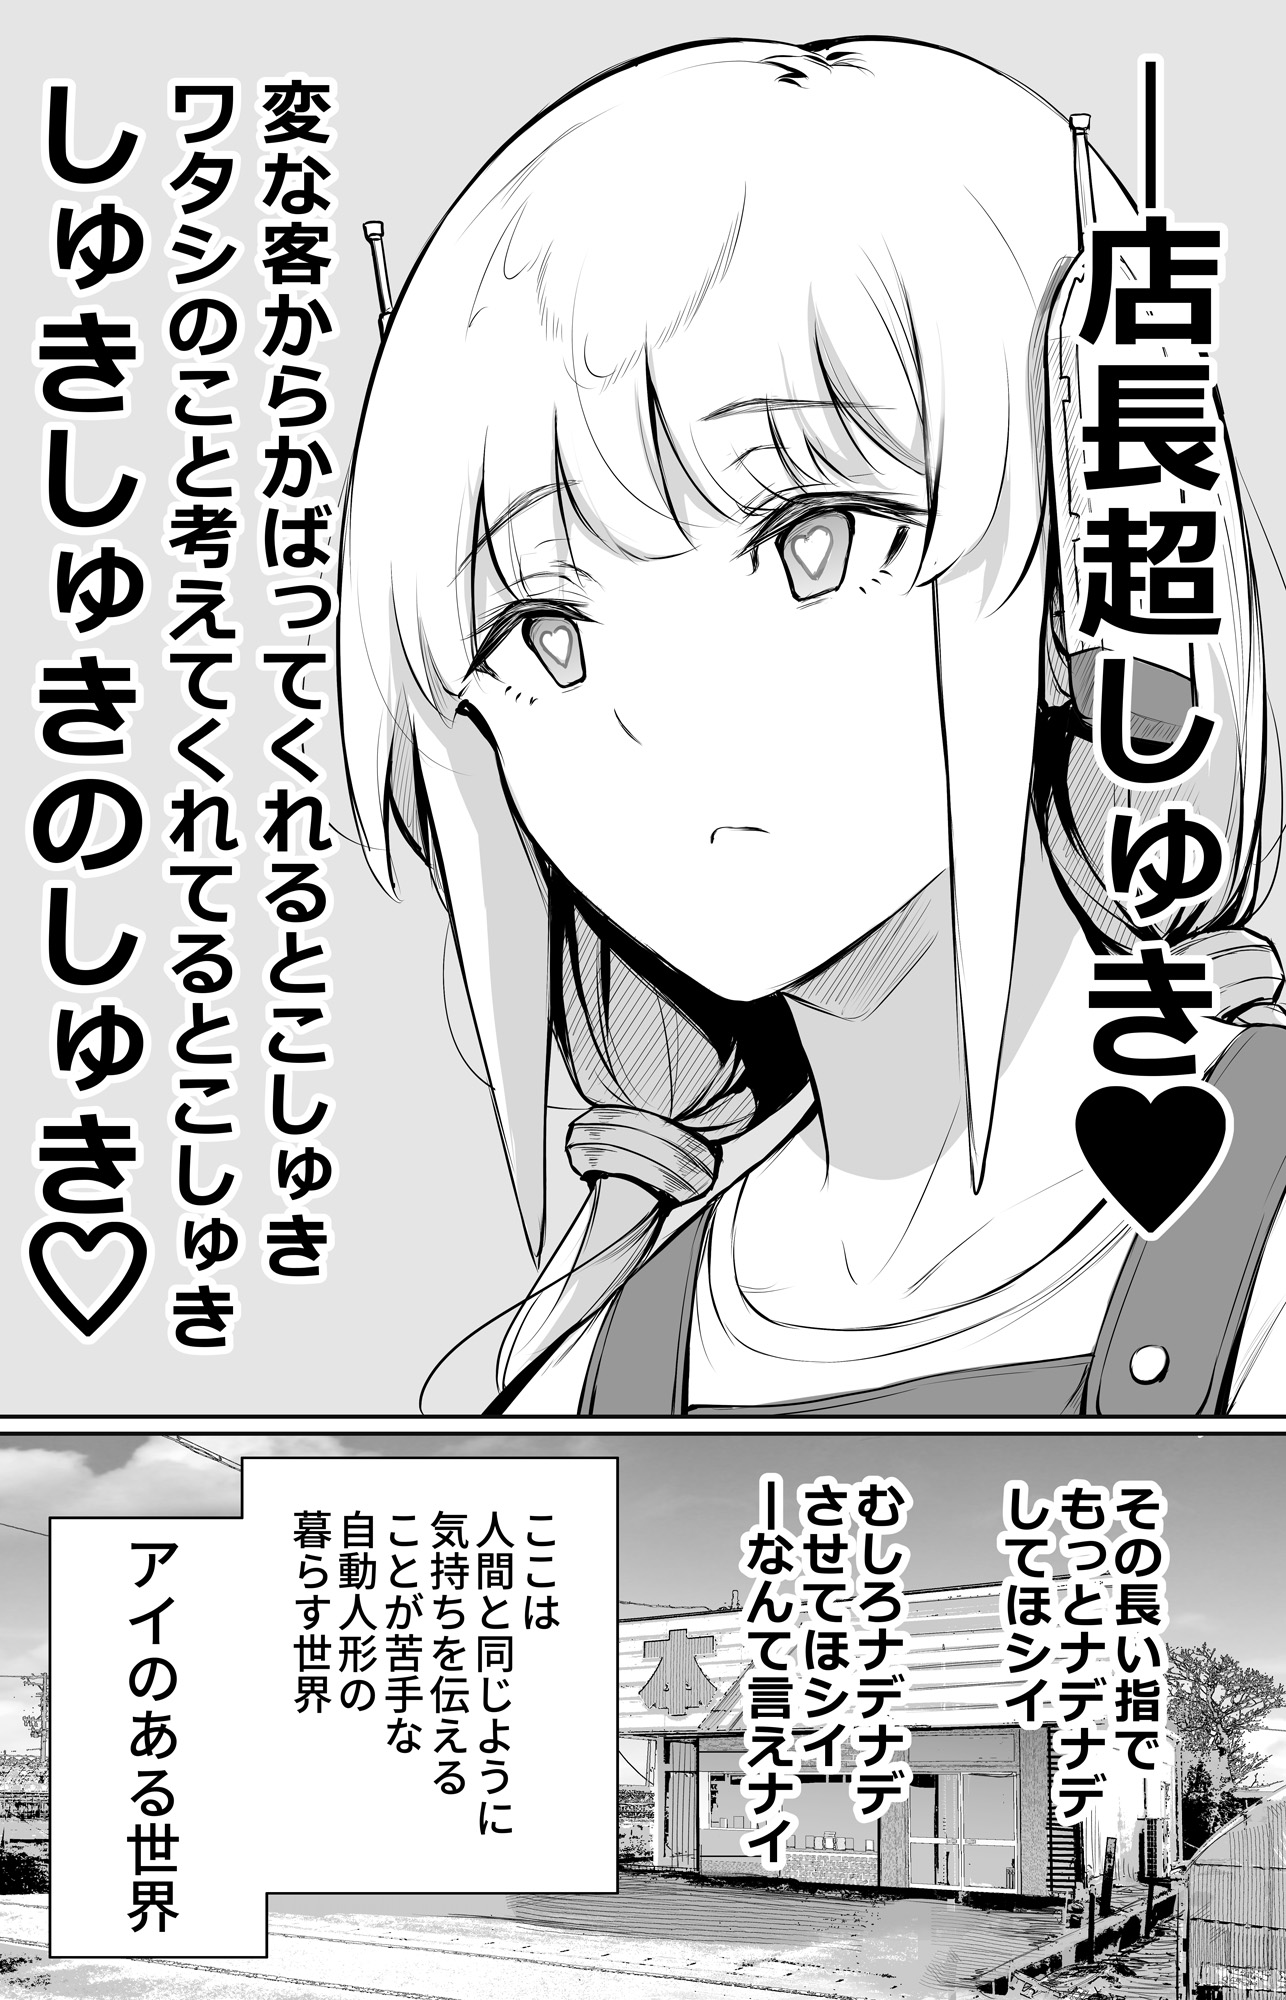 ―店長超しゅき♥
変な客からかばってくれるとこしゅき
ワタシのこと考えてくれてるとこしゅき
しゅきしゅきのしゅき♡
その長い指で
もっとナデナデ
してほシイ
むしろナデナデ
させてほシイ
ーなんて言えナイ
本
ここは
人間と同じように
気持ちを伝える
ことが苦手な
自動人形の
暮らす世界
アイのある世界